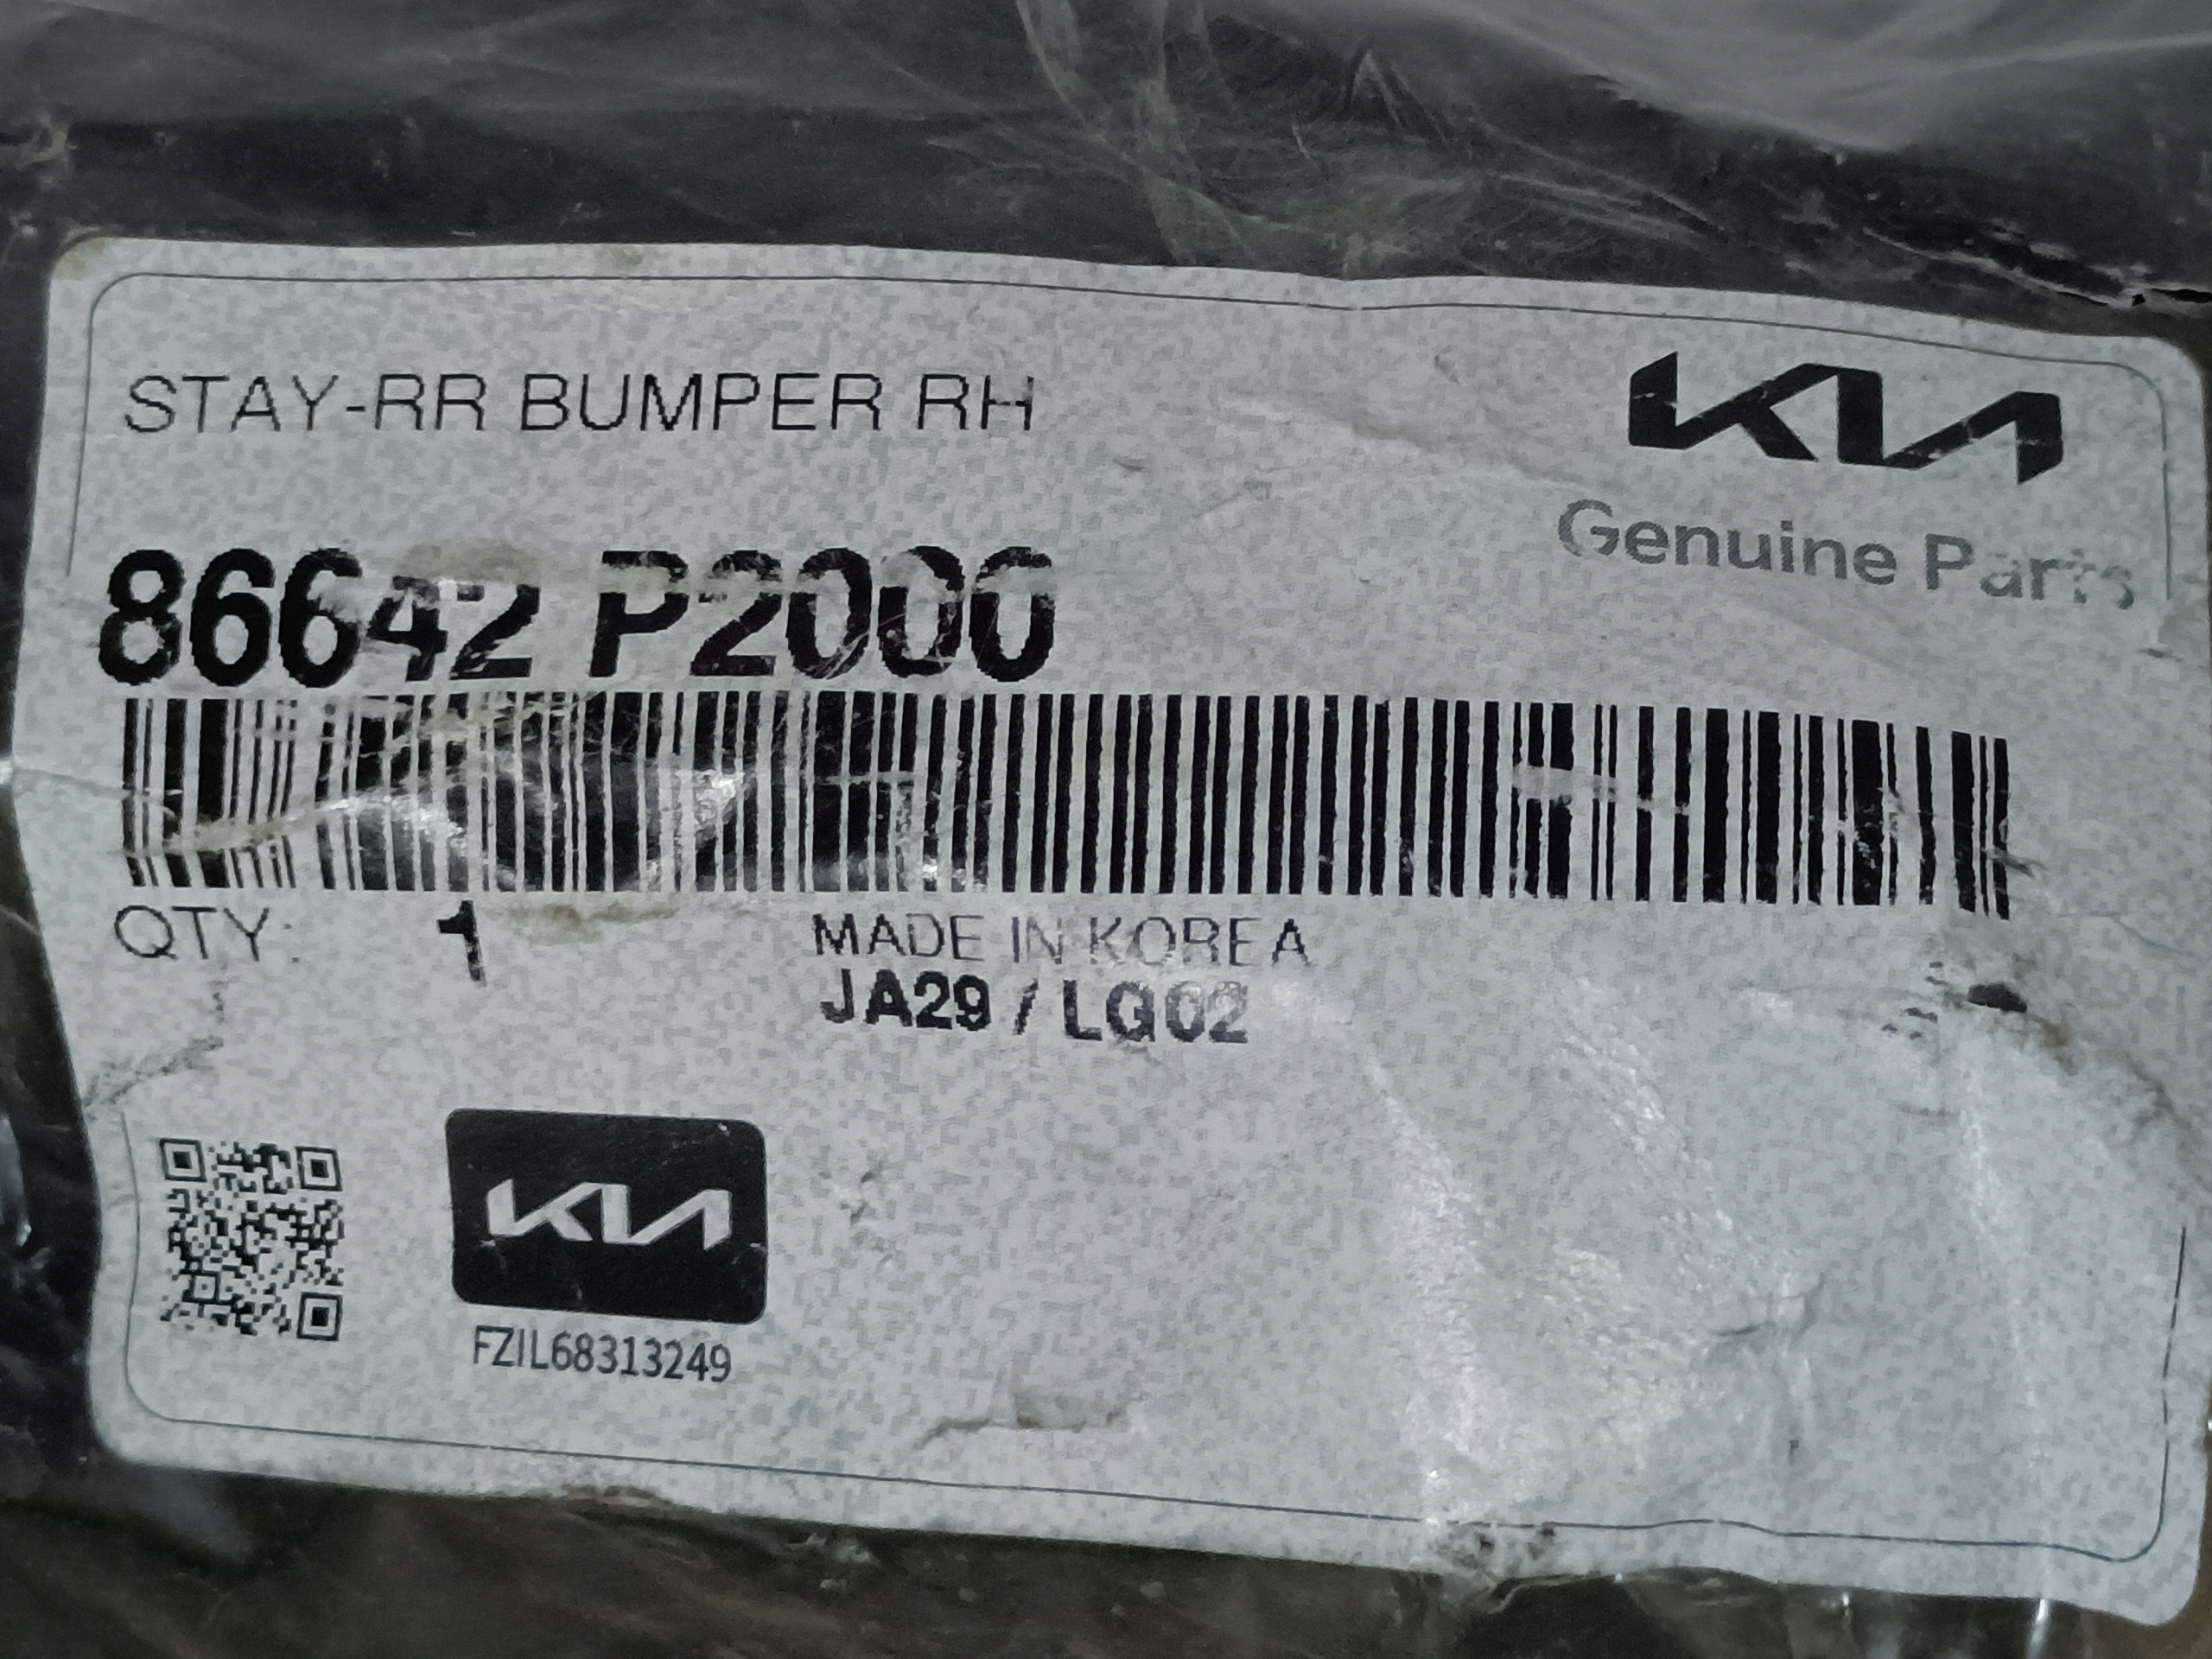 STAY-RR BUMPER RH
KIA
Genuine Parts
86642 P2000
QTY: 1
MADE IN KOREA
JA29 / LG02
KIA
FZIL68313249